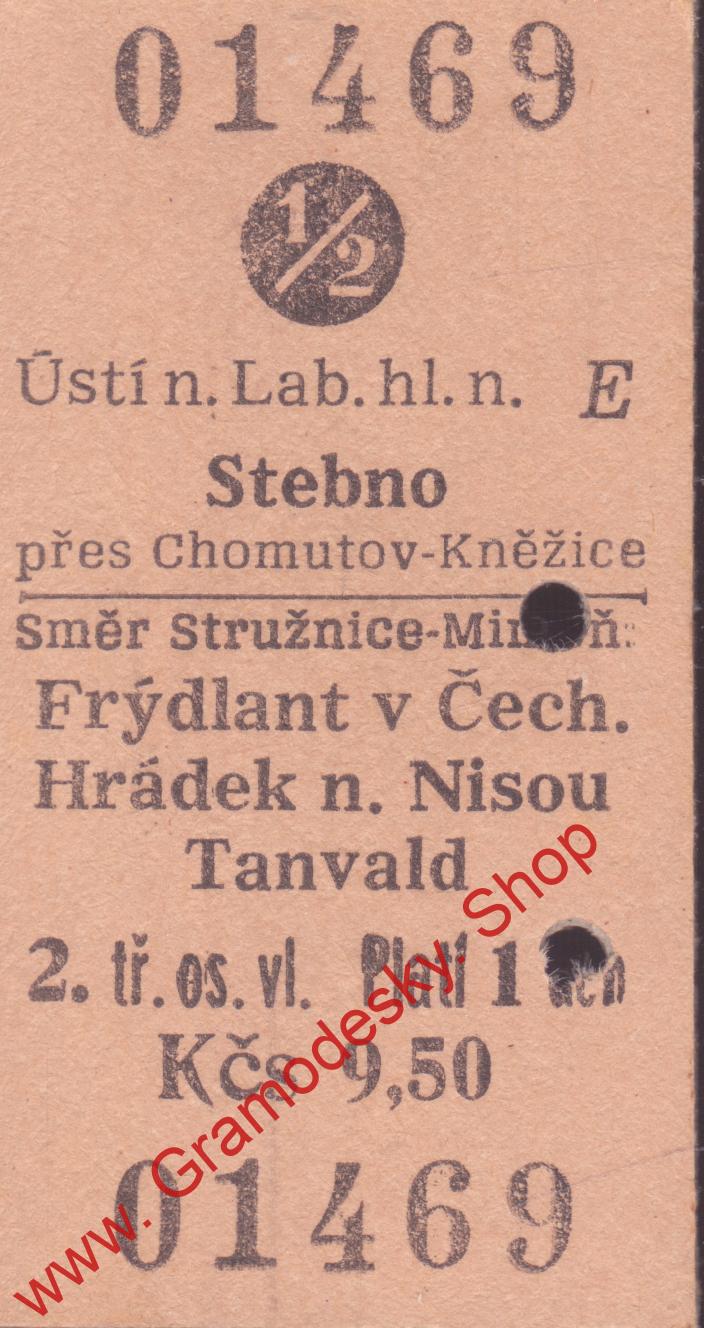 01469
1/2
Ústí n. Lab. hl. n. E
Stebno
přes Chomutov-Kněžice
Směr Stružnice-
Frýdlant v Čech.
Hrádek n. Nisou
Tanvald
2. tř. os. vl. Platí 1
Kčs 9,50
01469
www. Gramodesky. Shop